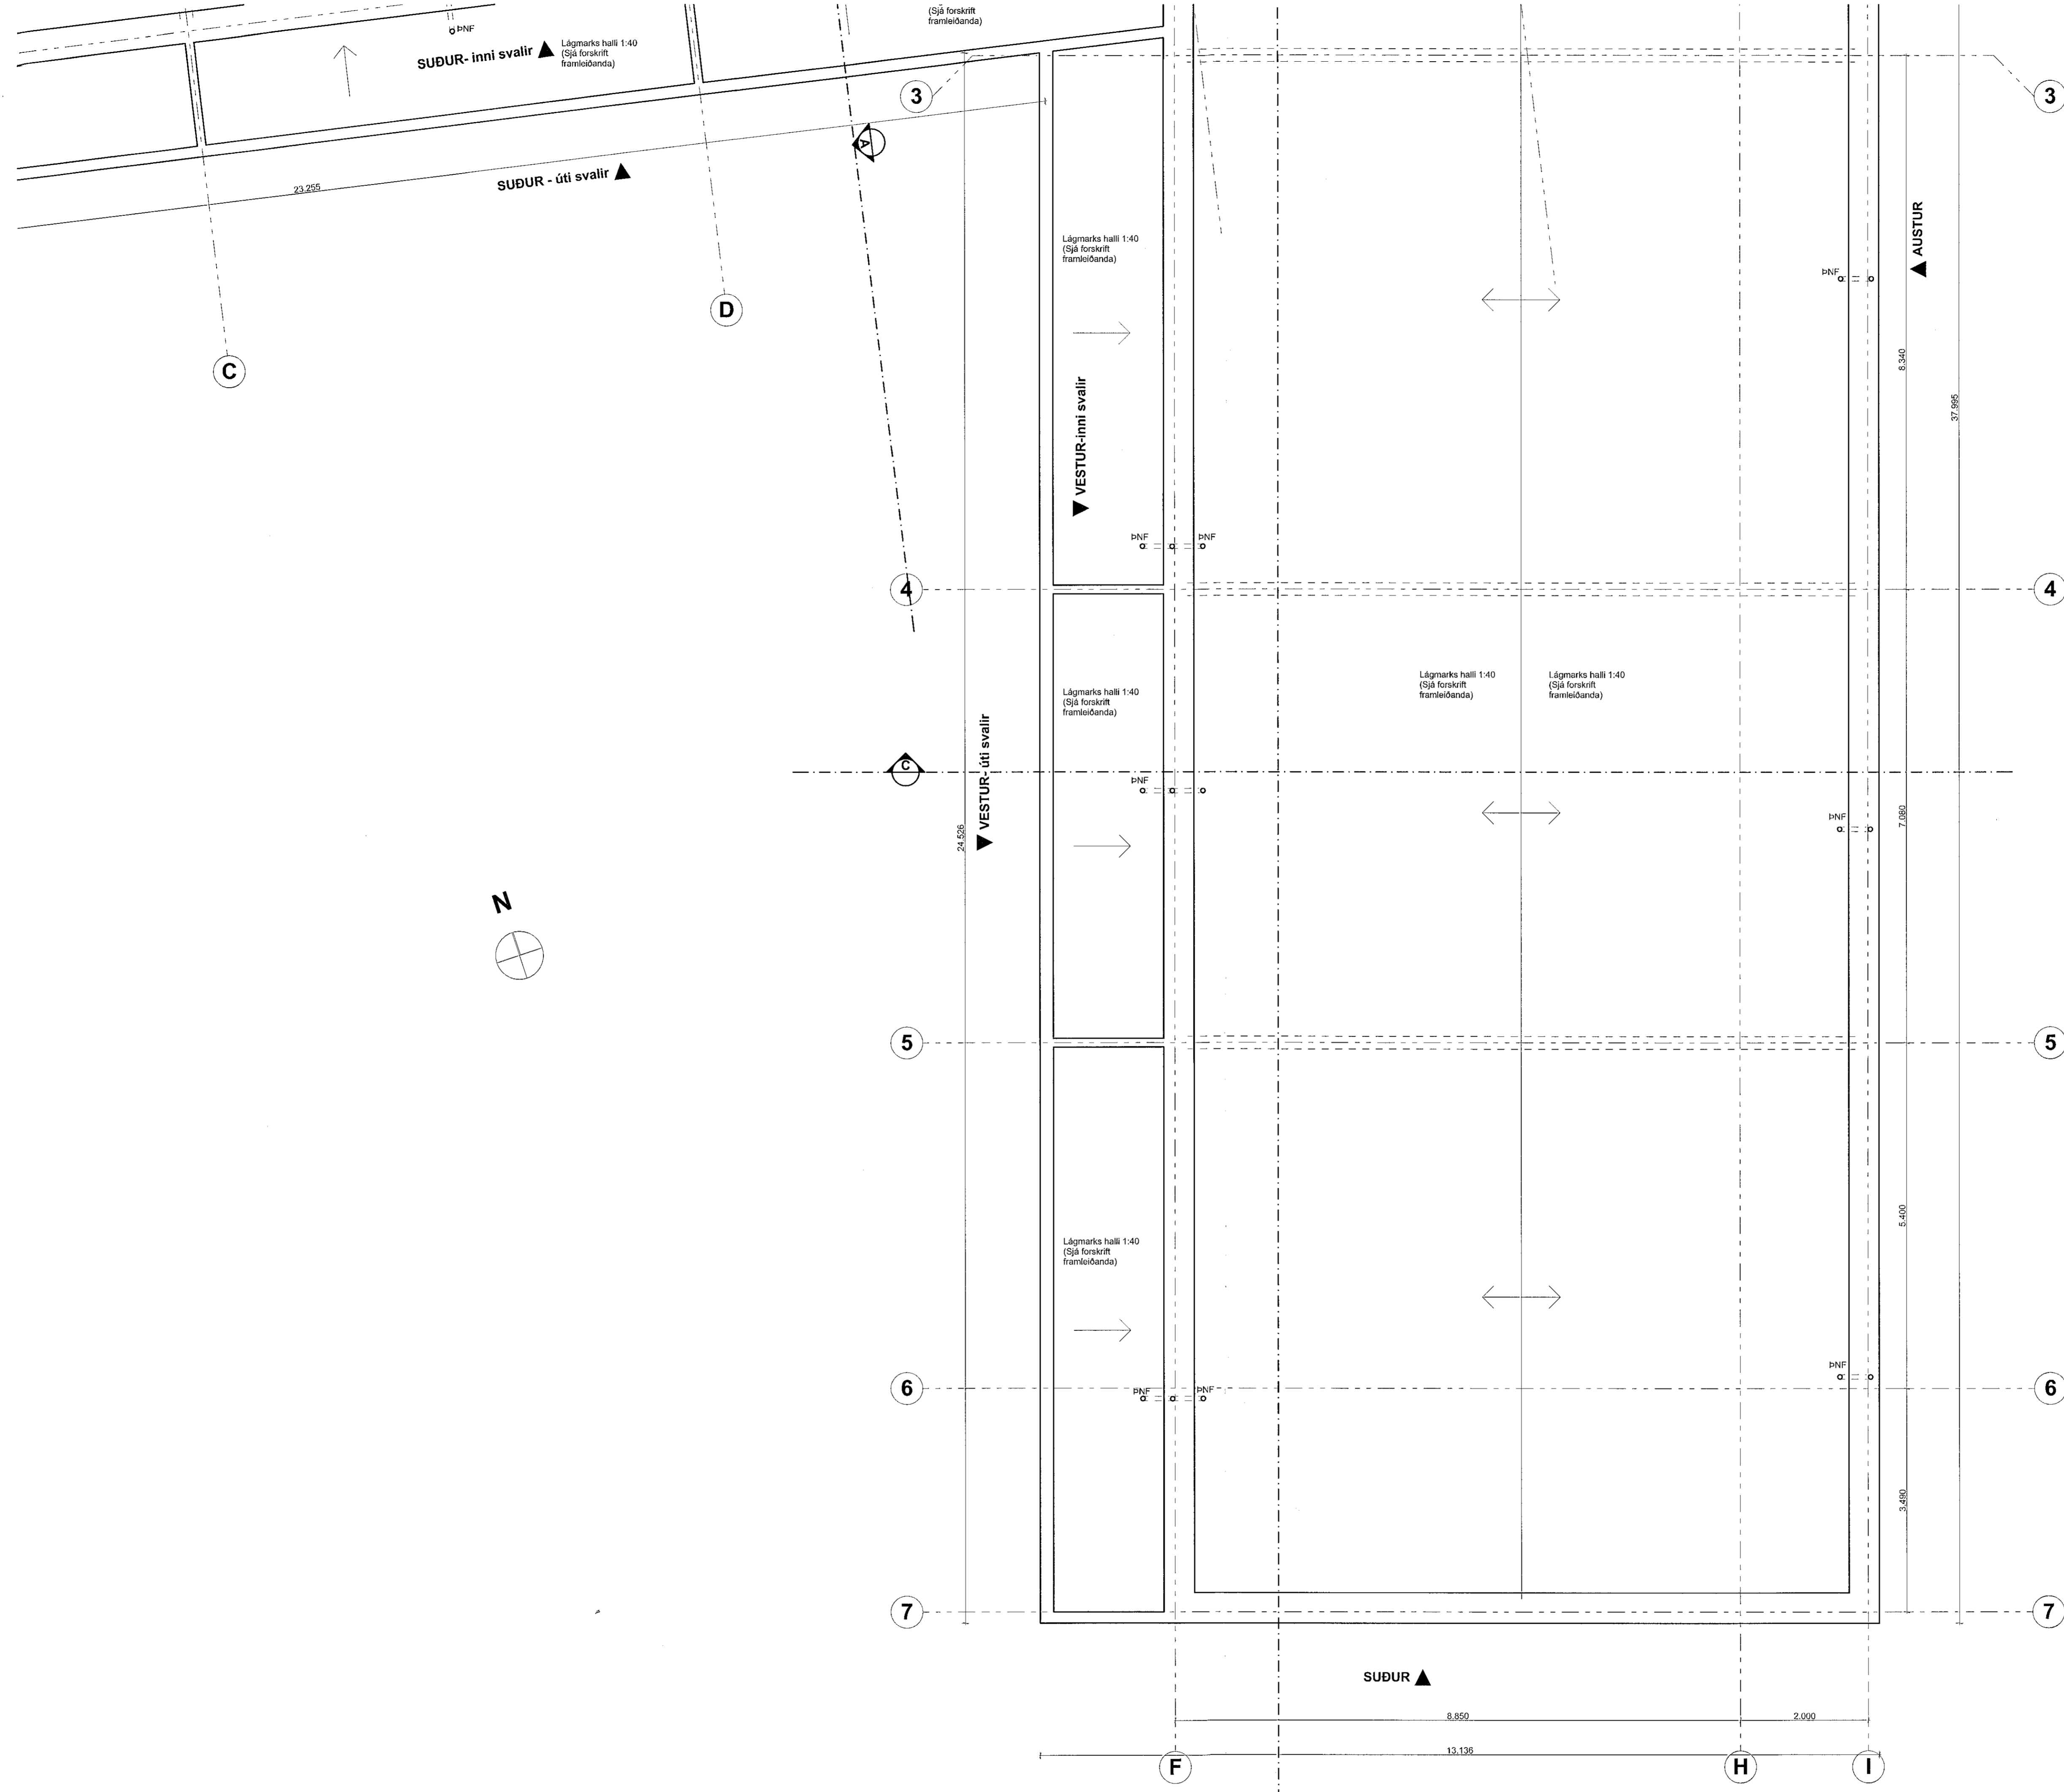 (Sjá forskrift
framleiðanda)
ÞNF
SUÐUR- inni svalir
Lágmarks halli 1:40
(Sjá forskrift
framleiðanda)
3
3
A
23.255
SUÐUR - úti svalir
AUSTUR
Lágmarks halli 1:40
(Sjá forskrift
framleiðanda)
ÞNF
D
C
8.340
37.995
VESTUR-inni svalir
ÞNF
ÞNF
4
4
Lágmarks halli 1:40
(Sjá forskrift
framleiðanda)
Lágmarks halli 1:40
(Sjá forskrift
framleiðanda)
Lágmarks halli 1:40
(Sjá forskrift
framleiðanda)
C
VESTUR- úti svalir
24.526
ÞNF
ÞNF
7.080
N
5
5
5.400
Lágmarks halli 1:40
(Sjá forskrift
framleiðanda)
ÞNF
6
ÞNF
ÞNF
6
3.490
7
7
SUÐUR
8.850
2.000
13.136
F
H
I